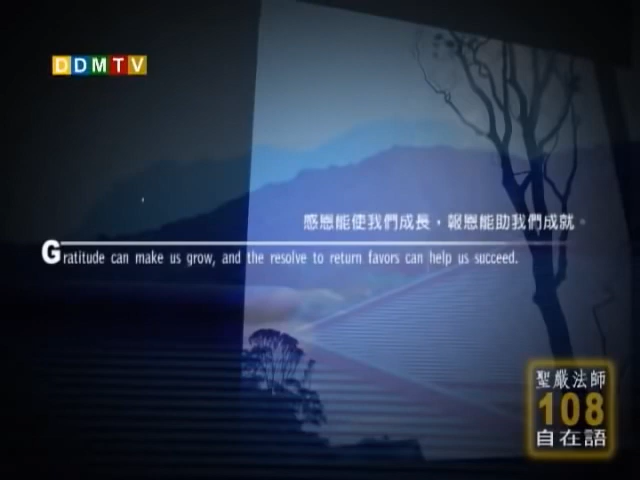 DDMTV
感恩能使我們成長，報恩能助我們成就。
Gratitude can make us grow, and the resolve to return favors can help us succeed.
聖嚴法師
108
自在語